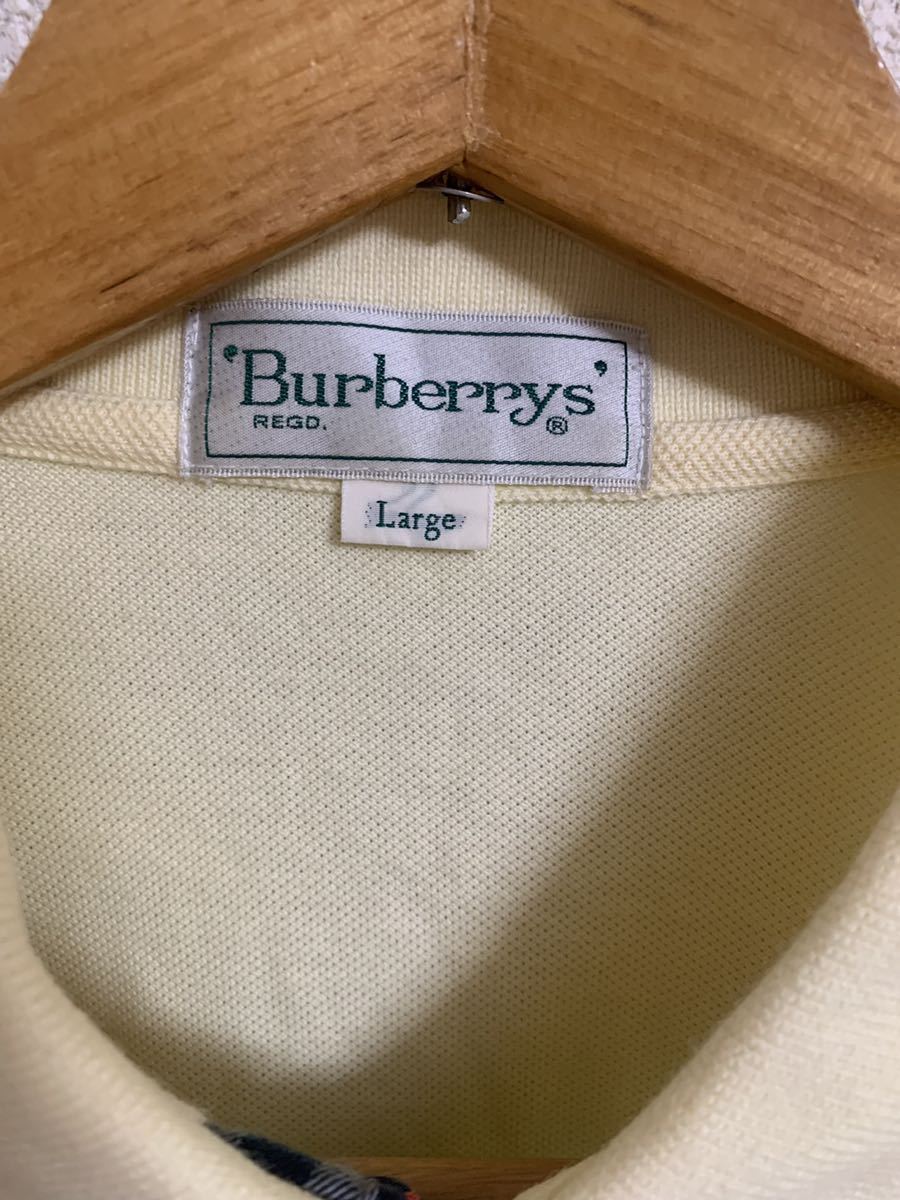 'Burberrys'
REGD. ®
Large